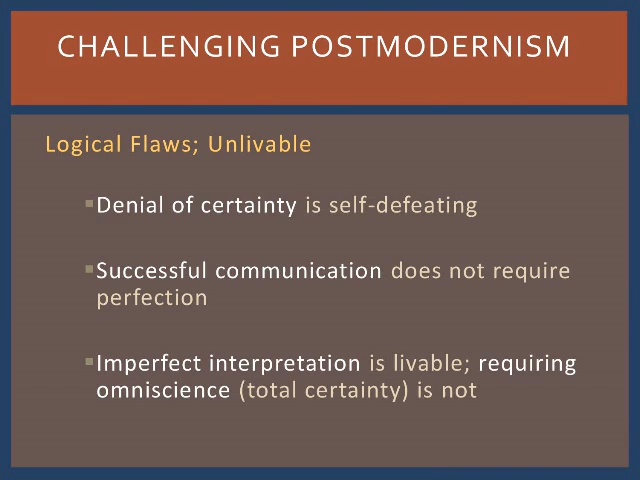 CHALLENGING POSTMODERNISM
Logical Flaws; Unlivable
▪Denial of certainty is self-defeating
▪Successful communication does not require
perfection
▪Imperfect interpretation is livable; requiring
omniscience (total certainty) is not